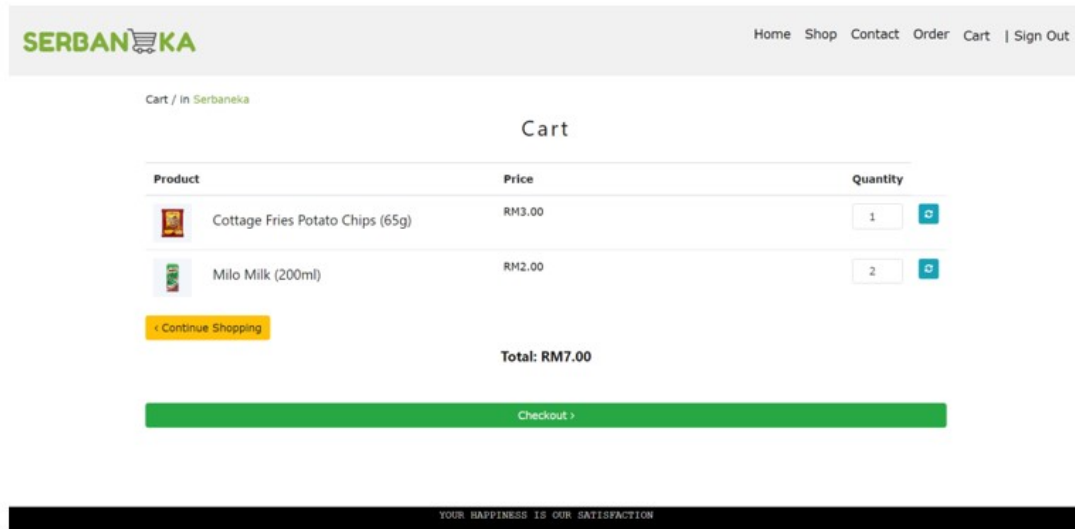 SERBANEKA
Home Shop Contact Order Cart | Sign Out
Cart / in Serbaneka
Cart
Product Price Quantity
Cottage Fries Potato Chips (65g) RM3.00 1
Milo Milk (200ml) RM2.00 2
‹ Continue Shopping
Total: RM7.00
Checkout ›
YOUR HAPPINESS IS OUR SATISFACTION